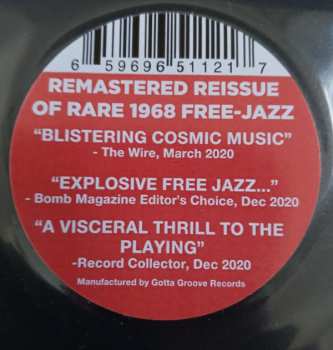 6 59696 51121 7
REMASTERED REISSUE
OF RARE 1968 FREE-JAZZ
“BLISTERING COSMIC MUSIC”
- The Wire, March 2020
“EXPLOSIVE FREE JAZZ...”
- Bomb Magazine Editor’s Choice, Dec 2020
“A VISCERAL THRILL TO THE
PLAYING”
-Record Collector, Dec 2020
Manufactured by Gotta Groove Records